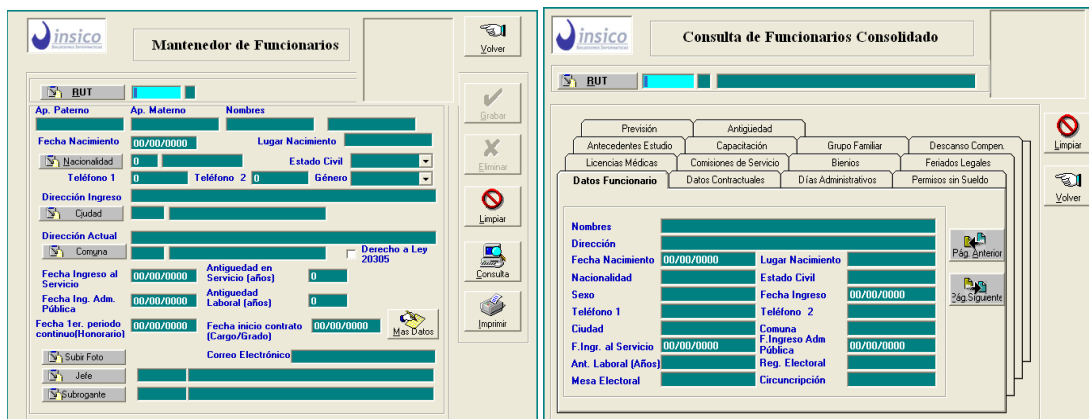 insico
SOLUCIONES INFORMATICAS
Mantenedor de Funcionarios
Volver
RUT
Ap. Paterno Ap. Materno Nombres
Fecha Nacimiento 00/00/0000 Lugar Nacimiento
Nacionalidad 0 Estado Civil
Teléfono 1 0 Teléfono 2 0 Género
Dirección Ingreso
Ciudad
Dirección Actual
Comuna Derecho a Ley 20305
Fecha Ingreso al Servicio 00/00/0000 Antiguedad en Servicio (años) 0
Fecha Ing. Adm. Pública 00/00/0000 Antiguedad Laboral (años) 0
Fecha 1er. periodo continuo(Honorario) 00/00/0000 Fecha inicio contrato (Cargo/Grado) 00/00/0000 Mas Datos
Subir Foto Correo Electrónico
Jefe
Subrogante
Grabar
Eliminar
Limpiar
Consulta
Imprimir
insico
SOLUCIONES INFORMATICAS
Consulta de Funcionarios Consolidado
RUT
Previsión Antigüedad
Antecedentes Estudio Capacitación Grupo Familiar Descanso Compen.
Licencias Médicas Comisiones de Servicio Bienios Feriados Legales
Datos Funcionario Datos Contractuales Días Administrativos Permisos sin Sueldo
Nombres
Dirección
Fecha Nacimiento 00/00/0000 Lugar Nacimiento
Nacionalidad Estado Civil
Sexo Fecha Ingreso 00/00/0000
Teléfono 1 Teléfono 2
Ciudad Comuna
F.Ingr. al Servicio 00/00/0000 F.Ingreso Adm Pública 00/00/0000
Ant. Laboral (Años) Reg. Electoral
Mesa Electoral Circuncripción
Pág. Anterior
Pág.Siguiente
Limpiar
Volver